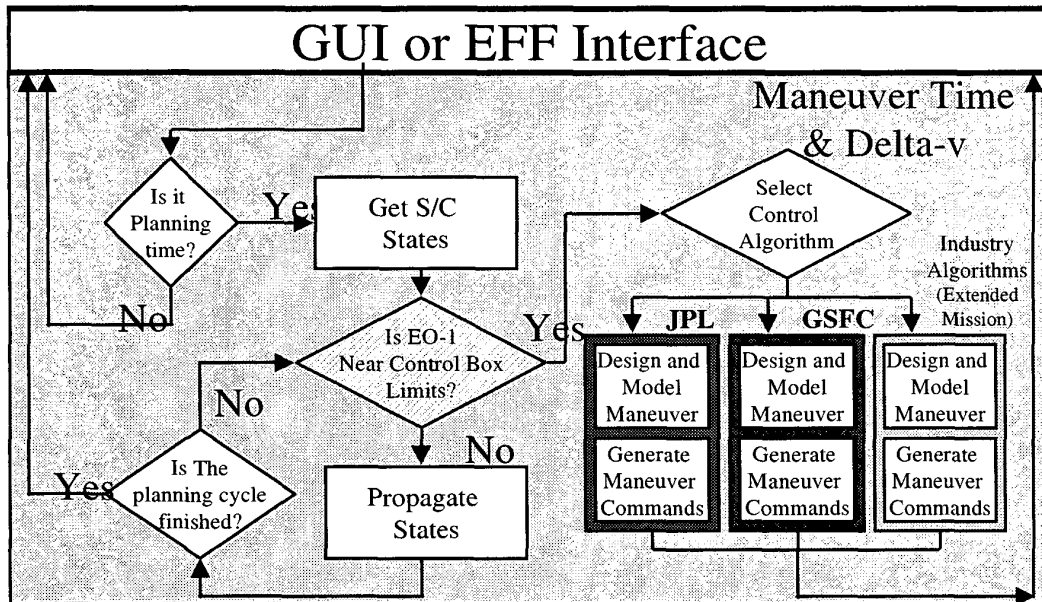 GUI or EFF Interface
Maneuver Time
& Delta-v
Is it
Planning
time?
Yes
Get S/C
States
Select
Control
Algorithm
Industry
Algorithms
(Extended
Mission)
No
Is EO-1
Near Control Box
Limits?
Yes
JPL
GSFC
Design and
Model
Maneuver
Design and
Model
Maneuver
Design and
Model
Maneuver
No
No
Is The
planning cycle
finished?
Yes
Propagate
States
Generate
Maneuver
Commands
Generate
Maneuver
Commands
Generate
Maneuver
Commands